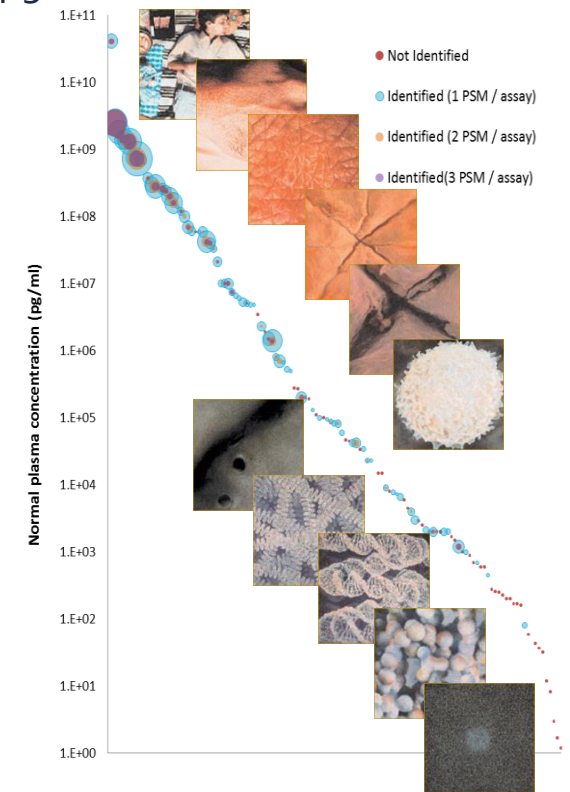 1.E+11
1.E+10
1.E+09
1.E+08
1.E+07
1.E+06
1.E+05
1.E+04
1.E+03
1.E+02
1.E+01
1.E+00
Normal plasma concentration (pg/ml)
Not Identified
Identified (1 PSM / assay)
Identified (2 PSM / assay)
Identified(3 PSM / assay)